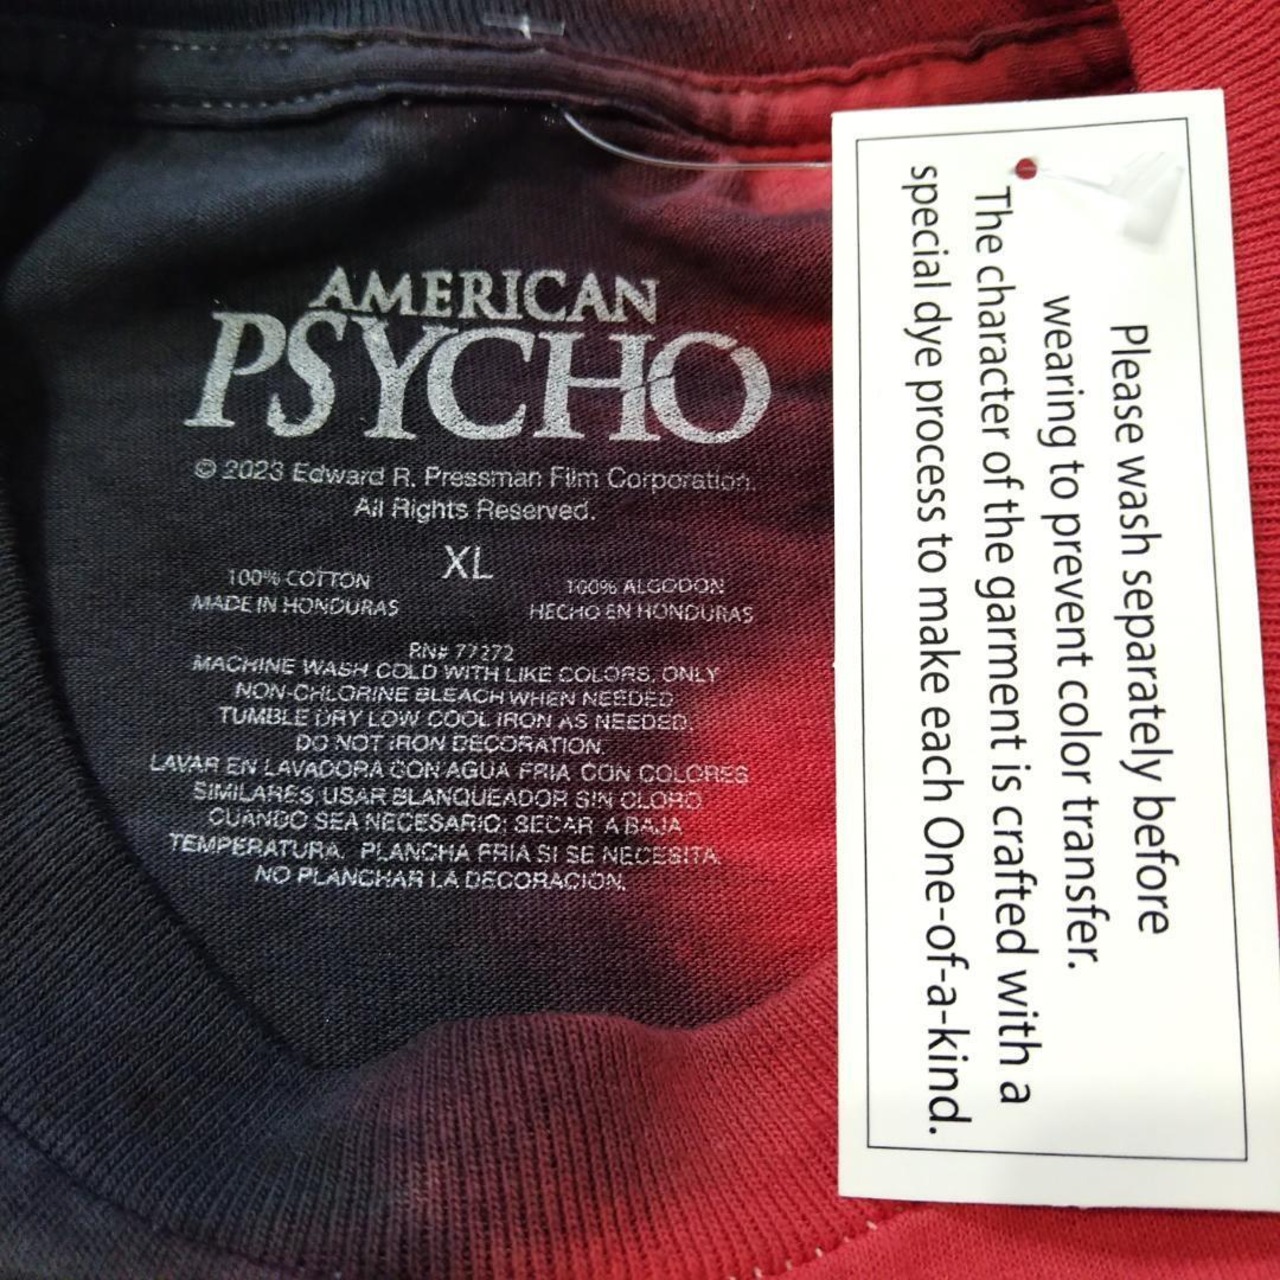 AMERICAN
PSYCHO
© 2023 Edward R. Pressman Film Corporation.
All Rights Reserved.
XL
100% COTTON
MADE IN HONDURAS
100% ALGODON
HECHO EN HONDURAS
RN# 77272
MACHINE WASH COLD WITH LIKE COLORS. ONLY
NON-CHLORINE BLEACH WHEN NEEDED
TUMBLE DRY LOW COOL IRON AS NEEDED.
DO NOT IRON DECORATION.
LAVAR EN LAVADORA CON AGUA FRIA CON COLORES
SIMILARES, USAR BLANQUEADOR SIN CLORO
CUANDO SEA NECESARIO; SECAR A BAJA
TEMPERATURA. PLANCHA FRIA SI SE NECESITA.
NO PLANCHAR LA DECORACION.
Please wash separately before
wearing to prevent color transfer.
The character of the garment is crafted with a
special dye process to make each One-of-a-kind.